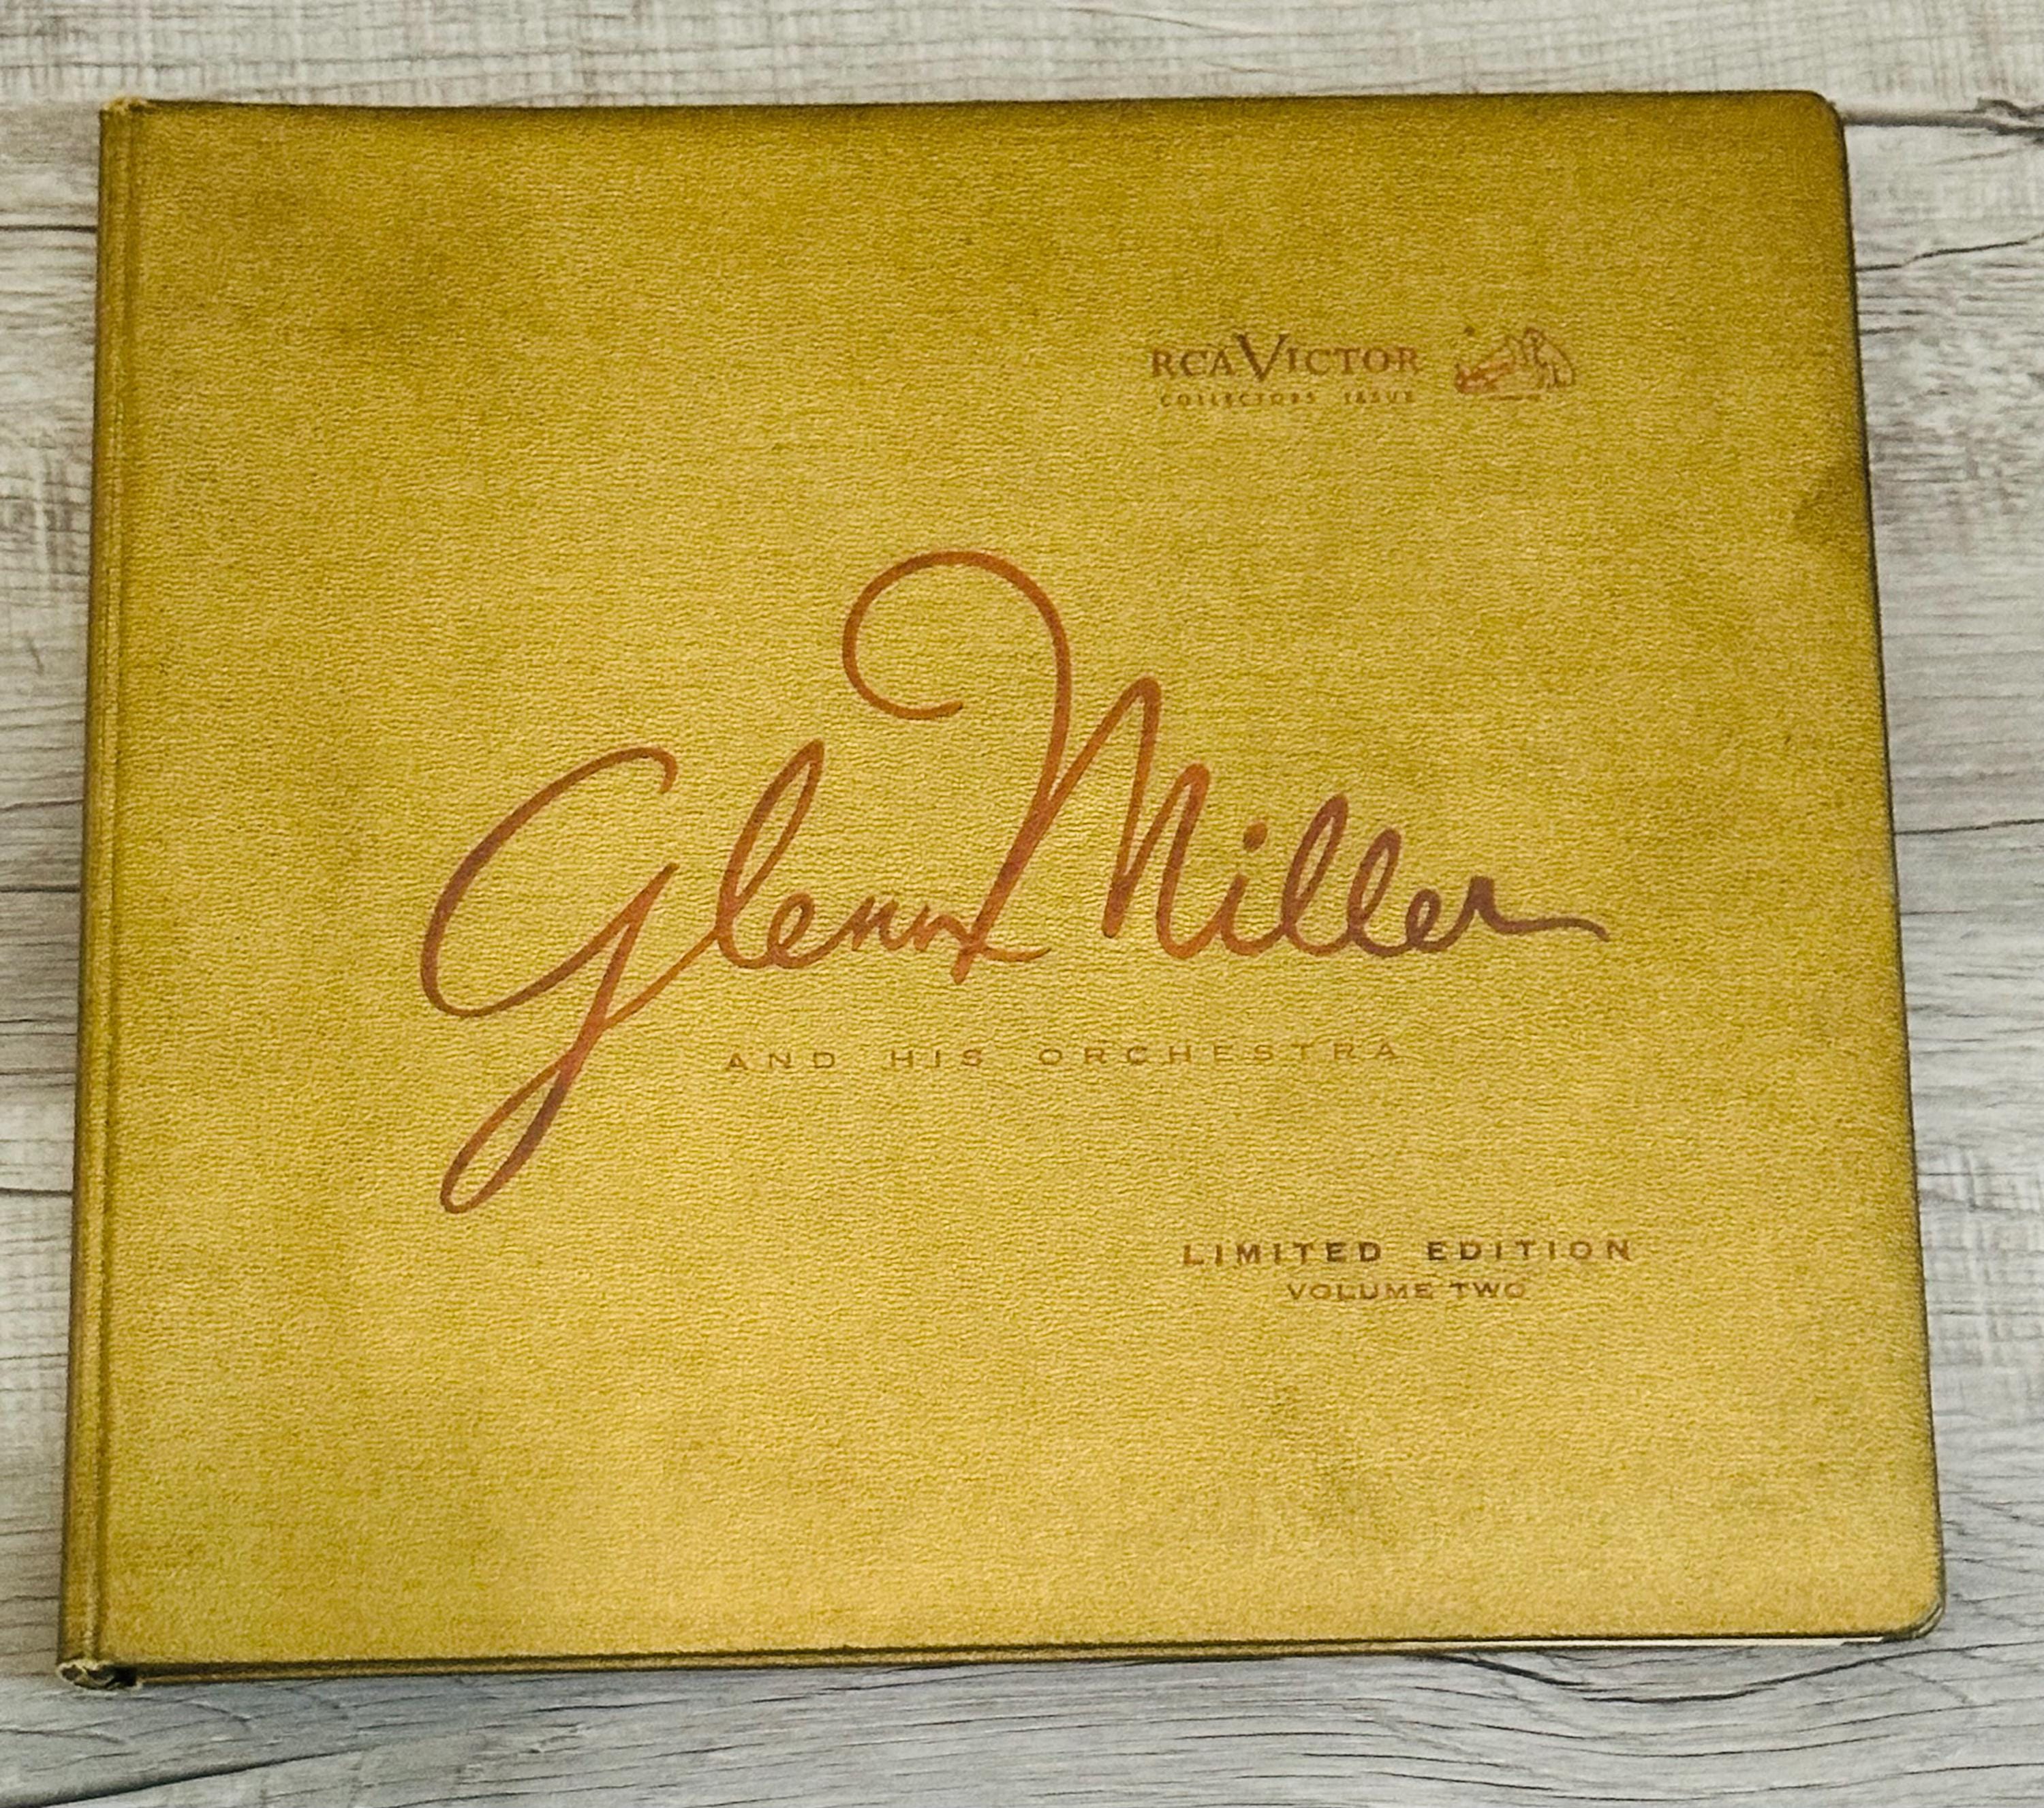 RCA VICTOR
COLLECTORS ISSUE
Glenn Miller
AND HIS ORCHESTRA
LIMITED EDITION
VOLUME TWO